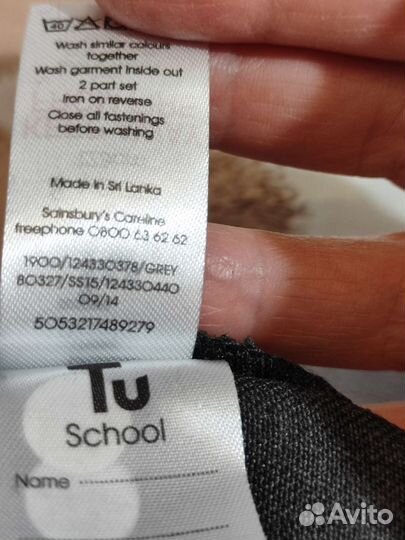 40
Wash similar colours
together
Wash garment inside out
2 part set
Iron on reverse
Close all fastenings
before washing
Made in Sri Lanka
Sainsbury's Careline
freephone 0800 63 62 62
1900/124330378/GREY
80327/SS15/124330440
09/14
5053217489279
Tu
School
Name
Avito